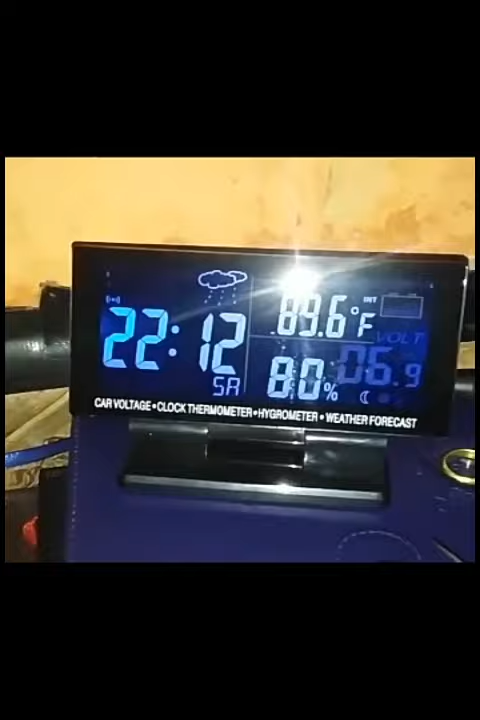 22:12
SA
89.6°F
INT
VOLT
80%
06.9
CAR VOLTAGE•CLOCK THERMOMETER•HYGROMETER•WEATHER FORECAST